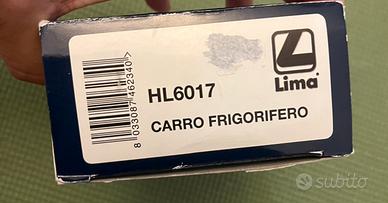 HL6017
CARRO FRIGORIFERO
Lima®
8 033087 462340 >
subito